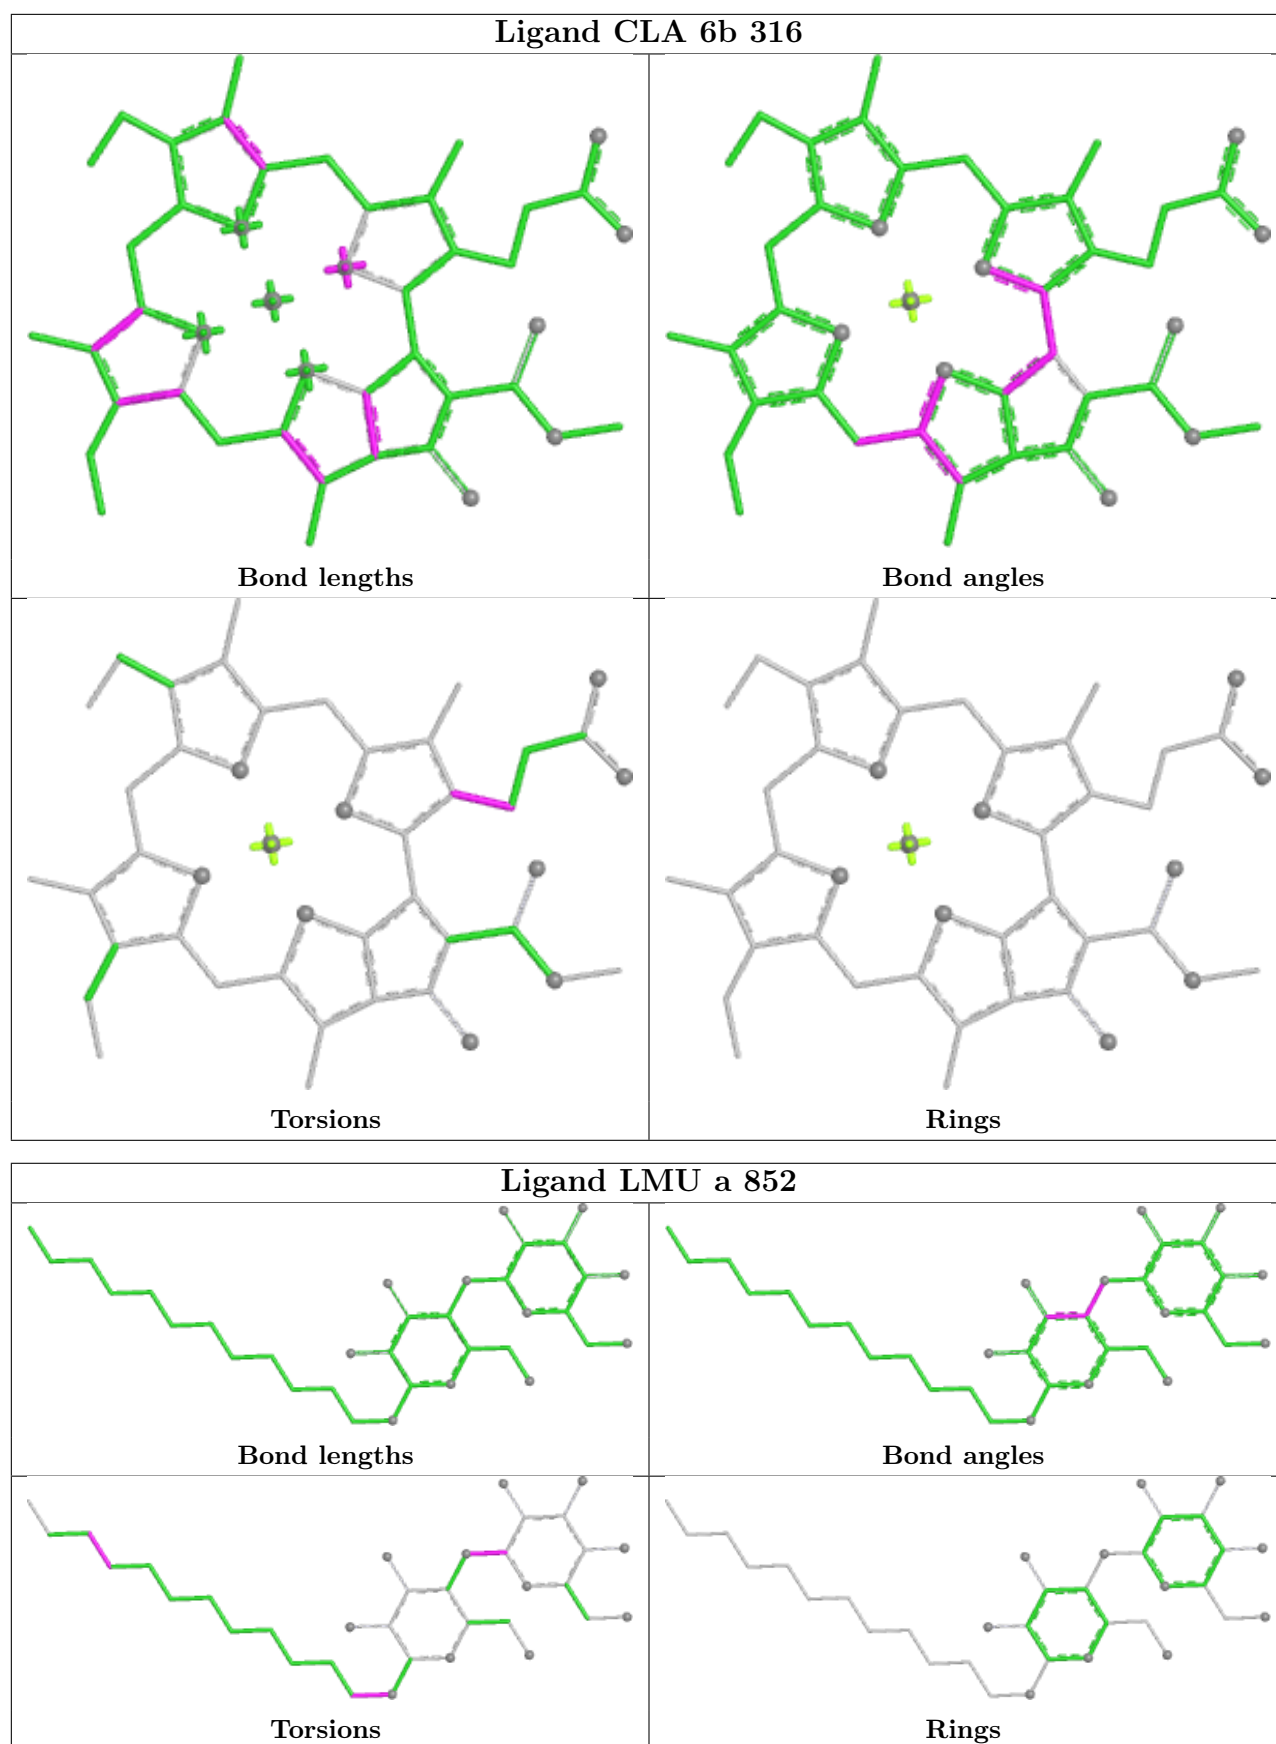 Ligand CLA 6b 316
Bond lengths
Bond angles
Torsions
Rings
Ligand LMU a 852
Bond lengths
Bond angles
Torsions
Rings